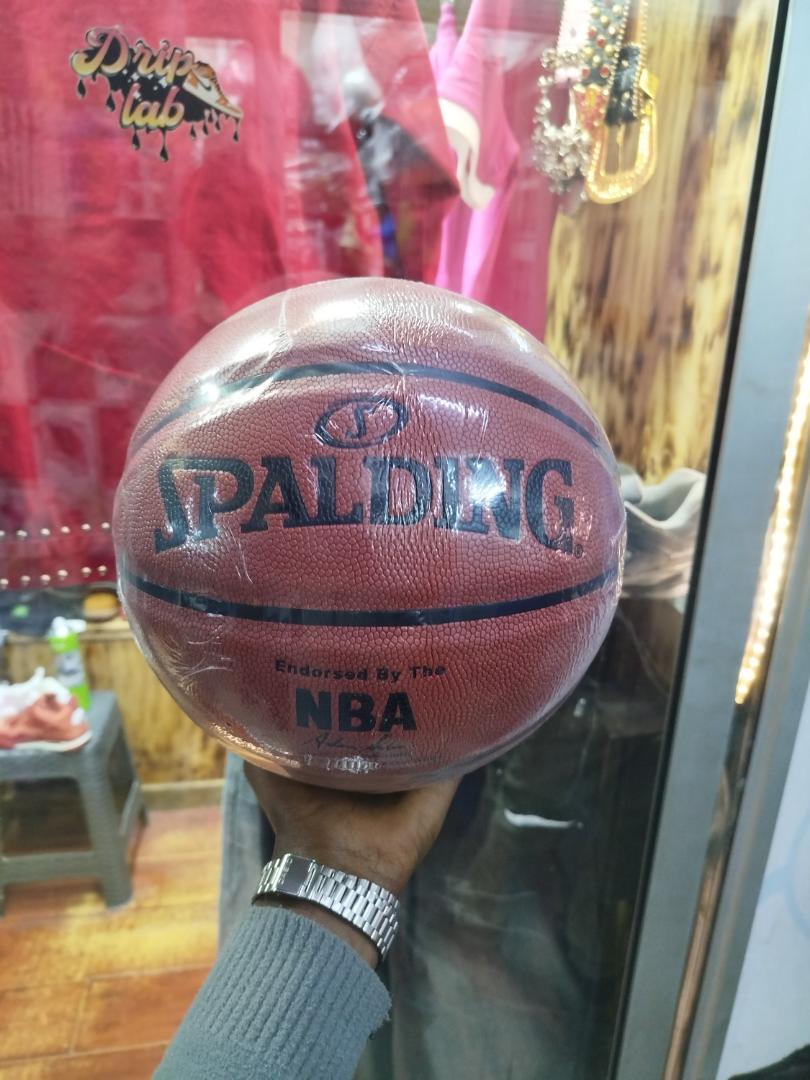 Drip
lab
SPALDING®
Endorsed By The
NBA